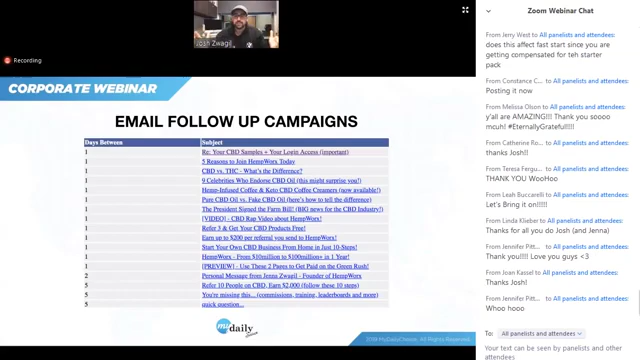 Josh Zwagil
Recording
CORPORATE WEBINAR
EMAIL FOLLOW UP CAMPAIGNS
Days Between Subject
1 Re: Your CBD Samples + Your Login Access (important)
1 5 Reasons to Join HempWorx Today
1 CBD vs. THC - What's the Difference?
1 9 Celebrities Who Endorse CBD Oil (this might surprise you!)
1 Hemp-Infused Coffee & Keto CBD Coffee Creamers (now available!)
1 Pure CBD Oil vs. Fake CBD Oil (here's how to tell the difference)
1 The President Signed the Farm Bill! (BIG news for the CBD Industry!)
1 [VIDEO] - CBD Rap Video about HempWorx!
1 Refer 3 & Get Your CBD Products Free!
1 Earn up to $200 per referral you send to HempWorx!
1 Start Your Own CBD Business From Home in Just 10-Steps!
1 HempWorx - From $10million to $100million+ in 1 Year!
1 [PREVIEW] - Use These 2 Pages to Get Paid on the Green Rush!
2 Personal Message from Jenna Zwagil - Founder of HempWorx
5 Refer 10 People on CBD, Earn $2,000 (follow these 10 steps)
5 You're missing this... (commissions, training, leaderboards and more)
5 quick question...
my daily choice
2019 MyDailyChoice. All Rights Reserved.
Zoom Webinar Chat
From Jerry West to All panelists and attendees:
does this affect fast start since you are
getting compensated for teh starter
pack
From Constance C... to All panelists and attendees:
Posting it now
From Melissa Olson to All panelists and attendees:
y'all are AMAZING!!! Thank you soooo
mcuh! #EternallyGrateful!!!!
From Catherine Ro... to All panelists and attendees:
thanks Josh!!
From Teresa Fergu... to All panelists and attendees:
THANK YOU WooHoo
From Leah Buccarelli to All panelists and attendees:
Let's Bring it on!!!!
From Linda Klieber to All panelists and attendees:
Thanks for all you do Josh (and Jenna)
From Jennifer Pitt... to All panelists and attendees:
Thank you!!!! Love you guys <3
From Joan Kassel to All panelists and attendees:
Thanks Josh!
From Jennifer Pitt... to All panelists and attendees:
Whoo hooo
To: All panelists and attendees
Your text can be seen by panelists and other
attendees